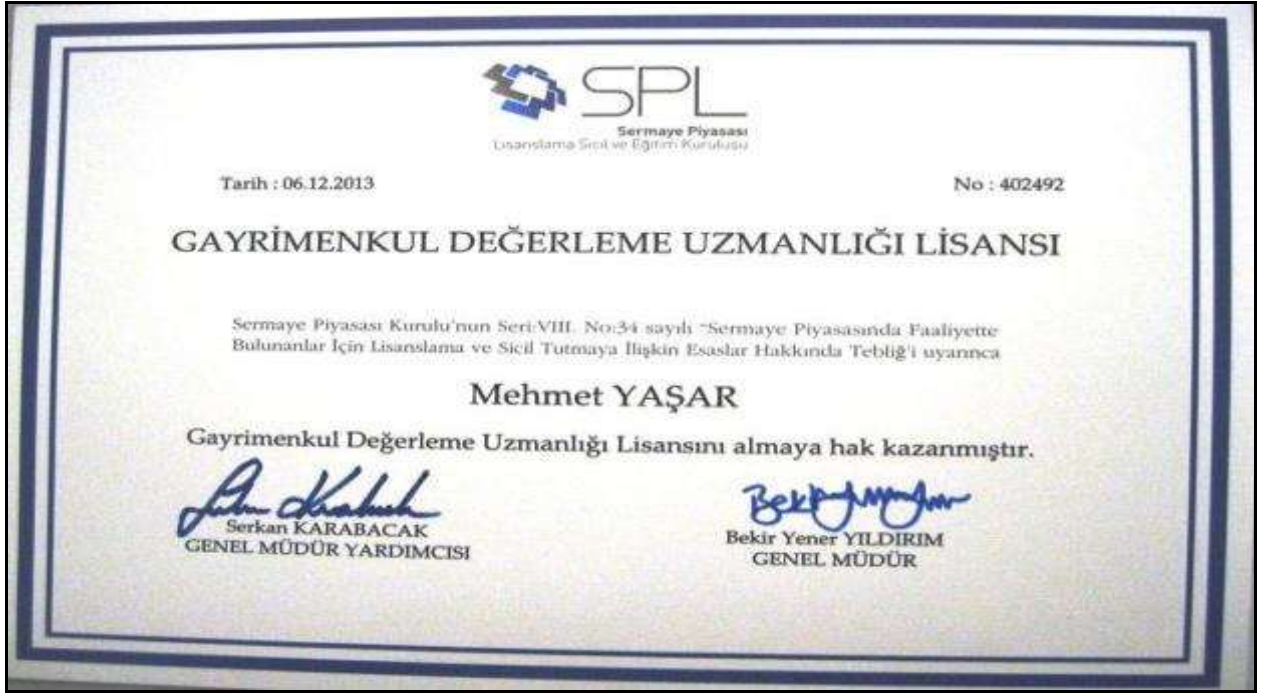 SPL
Sermaye Piyasası
Lisanslama Sicil ve Eğitim Kuruluşu
Tarih : 06.12.2013
No : 402492
GAYRİMENKUL DEĞERLEME UZMANLIĞI LİSANSI
Sermaye Piyasası Kurulu'nun Seri:VIII. No:34 sayılı "Sermaye Piyasasında Faaliyette
Bulunanlar İçin Lisanslama ve Sicil Tutmaya İlişkin Esaslar Hakkında Tebliğ'i uyarınca
Mehmet YAŞAR
Gayrimenkul Değerleme Uzmanlığı Lisansını almaya hak kazanmıştır.
Serkan KARABACAK
GENEL MÜDÜR YARDIMCISI
Bekir Yener YILDIRIM
GENEL MÜDÜR